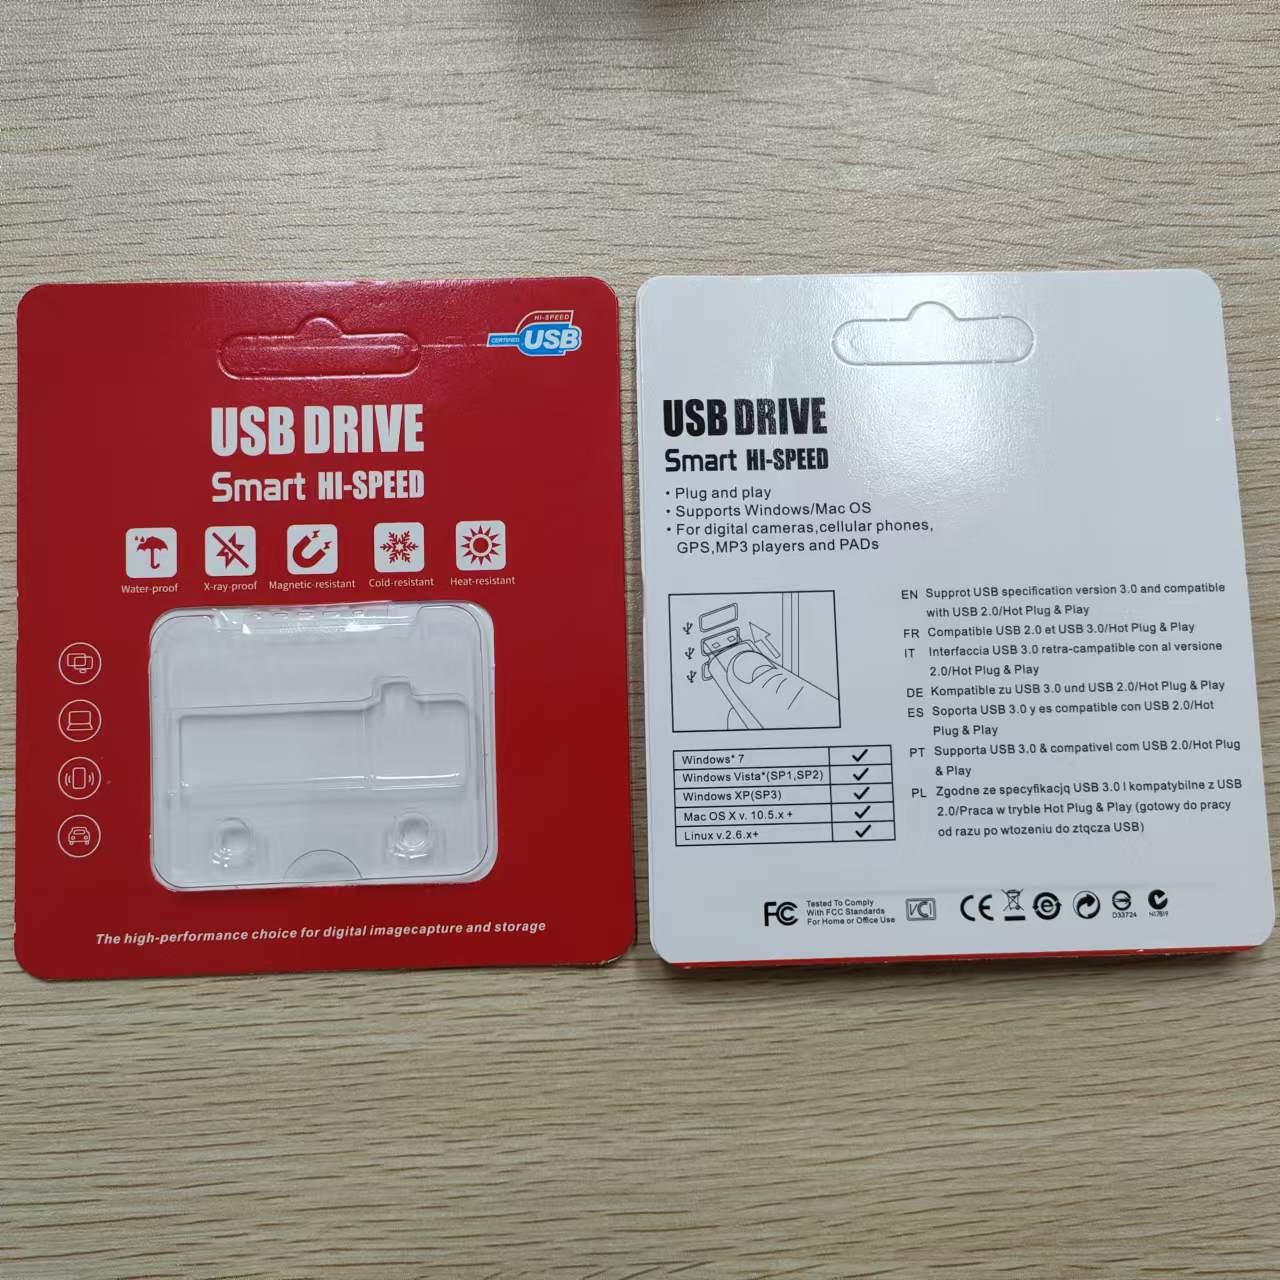 HI-SPEED
CERTIFIED
USB
USB DRIVE
Smart HI-SPEED
Water-proof
X-ray-proof
Magnetic-resistant
Cold-resistant
Heat-resistant
The high-performance choice for digital imagecapture and storage
USB DRIVE
Smart HI-SPEED
• Plug and play
• Supports Windows/Mac OS
• For digital cameras,cellular phones,
GPS,MP3 players and PADs
EN Supprot USB specification version 3.0 and compatible
with USB 2.0/Hot Plug & Play
FR Compatible USB 2.0 et USB 3.0/Hot Plug & Play
IT Interfaccia USB 3.0 retra-campatible con al versione
2.0/Hot Plug & Play
DE Kompatible zu USB 3.0 und USB 2.0/Hot Plug & Play
ES Soporta USB 3.0 y es compatible con USB 2.0/Hot
Plug & Play
PT Supporta USB 3.0 & compativel com USB 2.0/Hot Plug
& Play
PL Zgodne ze specyfikacją USB 3.0 I kompatybilne z USB
2.0/Praca w tryble Hot Plug & Play (gotowy do pracy
od razu po wtozeniu do ztqcza USB)
Windows* 7
Windows Vista*(SP1,SP2)
Windows XP(SP3)
Mac OS X v. 10.5.x +
Linux v.2.6.x+
FC
Tested To Comply
With FCC Standards
For Home or Office Use
VCI
CE
D33724
N17819